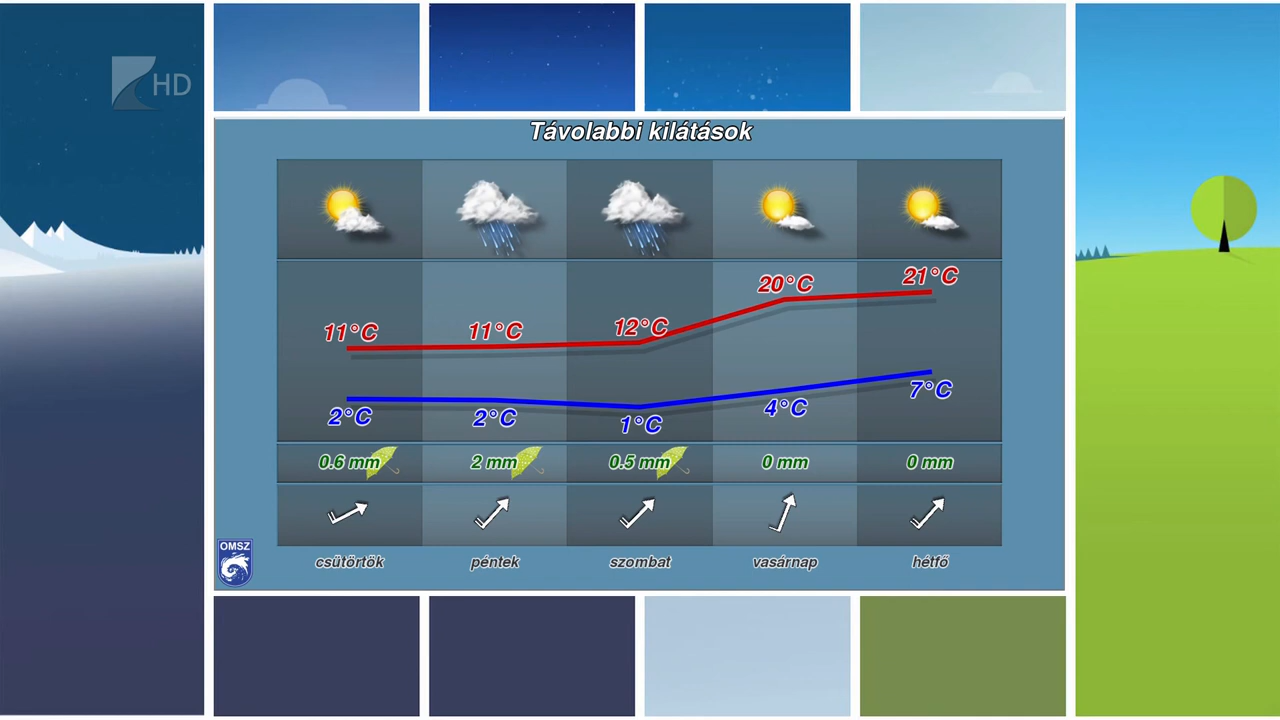 HD
Távolabbi kilátások
11°C 11°C 12°C 20°C 21°C
2°C 2°C 1°C 4°C 7°C
0.6 mm 2 mm 0.5 mm 0 mm 0 mm
OMSZ
csütörtök péntek szombat vasárnap hétfő